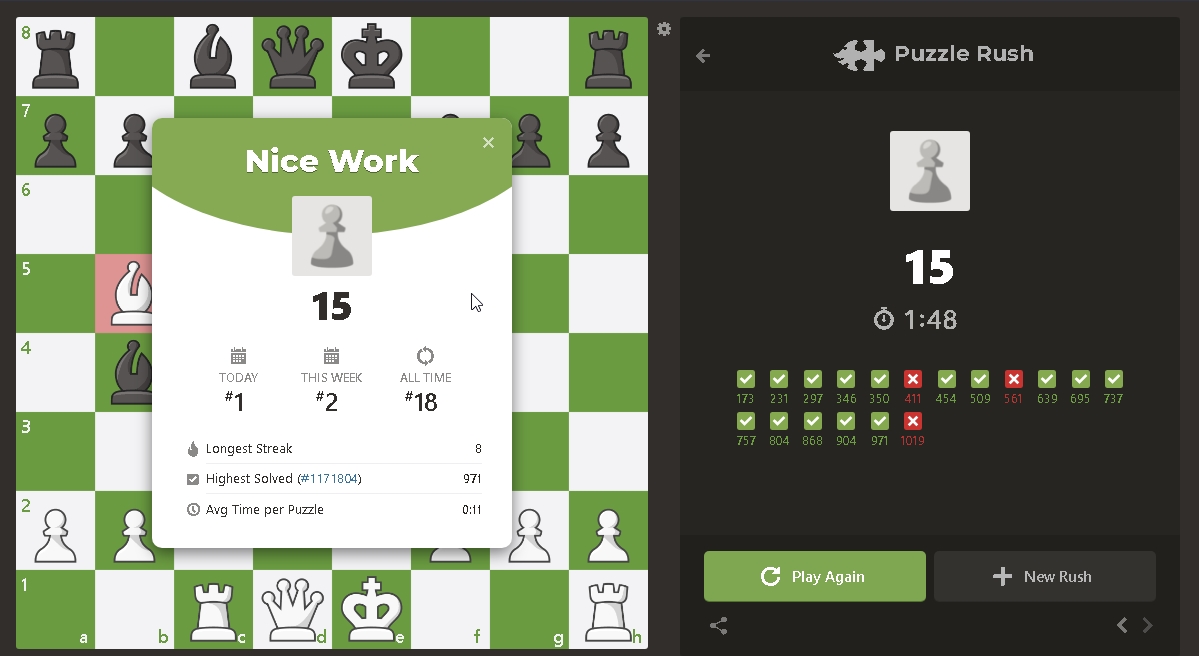 8
7
6
5
4
3
2
1
a b c d e f g h
Nice Work
15
TODAY THIS WEEK ALL TIME
#1 #2 #18
Longest Streak 8
Highest Solved (#1171804) 971
Avg Time per Puzzle 0:11
Puzzle Rush
15
1:48
173 231 297 346 350 411 454 509 561 639 695 737
757 804 868 904 971 1019
Play Again New Rush